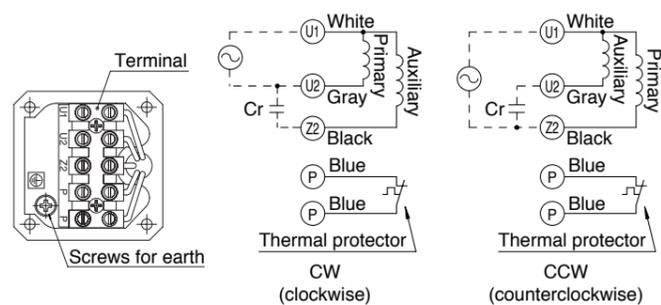 Terminal
U1
U2
Z2
P
P
Screws for earth
U1
White
Primary
Auxiliary
U2
Gray
Cr
Z2
Black
P
Blue
P
Blue
Thermal protector
CW
(clockwise)
U1
White
Auxiliary
Primary
U2
Gray
Cr
Z2
Black
P
Blue
P
Blue
Thermal protector
CCW
(counterclockwise)